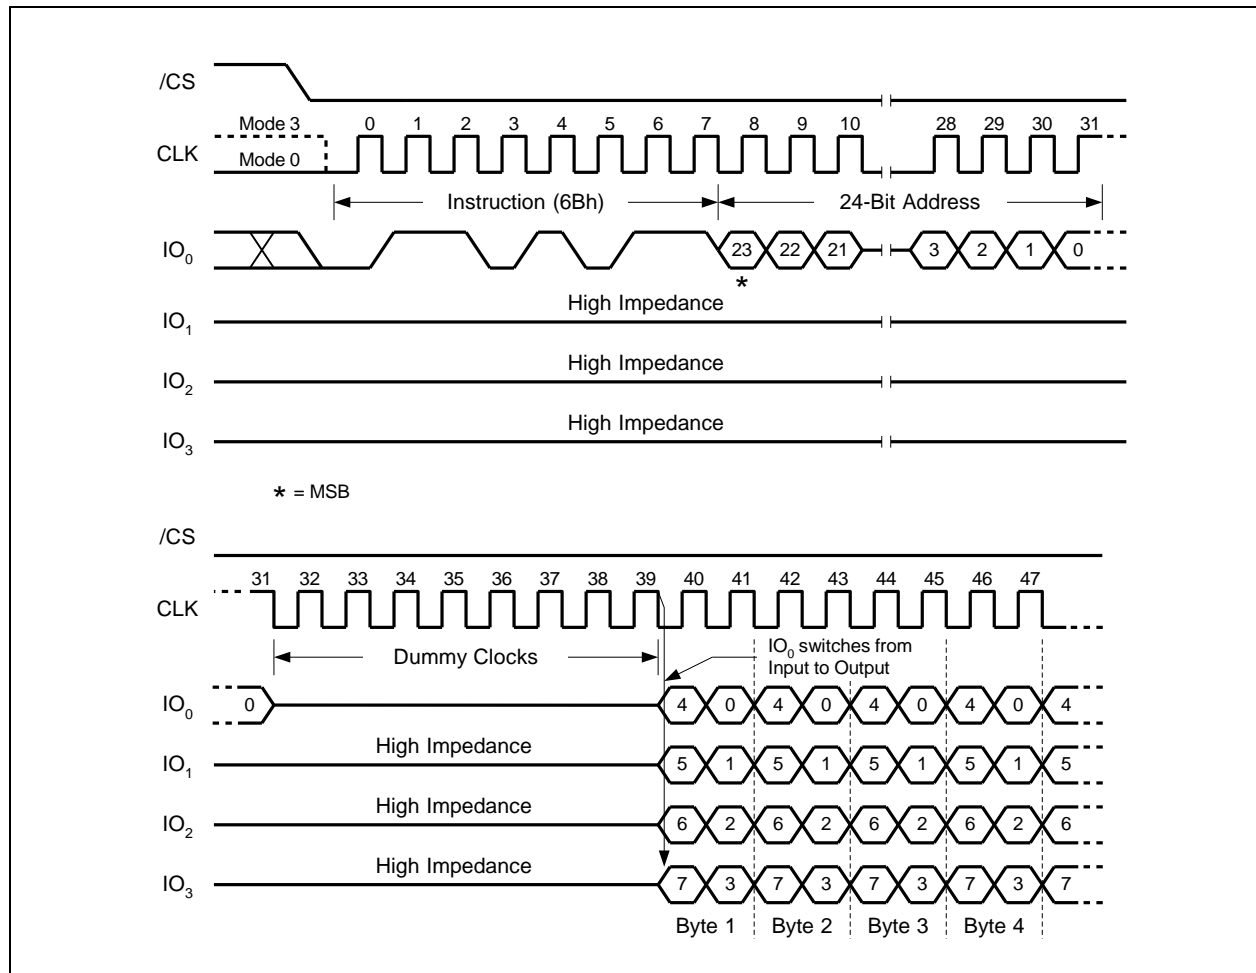 /CS
Mode 3 0 1 2 3 4 5 6 7 8 9 10 28 29 30 31
CLK
Mode 0
Instruction (6Bh) 24-Bit Address
IO0 23 22 21 3 2 1 0
*
High Impedance
IO1
High Impedance
IO2
High Impedance
IO3
* = MSB
/CS
31 32 33 34 35 36 37 38 39 40 41 42 43 44 45 46 47
CLK
Dummy Clocks
IO0 switches from
Input to Output
IO0 0 4 0 4 0 4 0 4 0 4
High Impedance
IO1 5 1 5 1 5 1 5 1 5
High Impedance
IO2 6 2 6 2 6 2 6 2 6
High Impedance
IO3 7 3 7 3 7 3 7 3 7
Byte 1 Byte 2 Byte 3 Byte 4